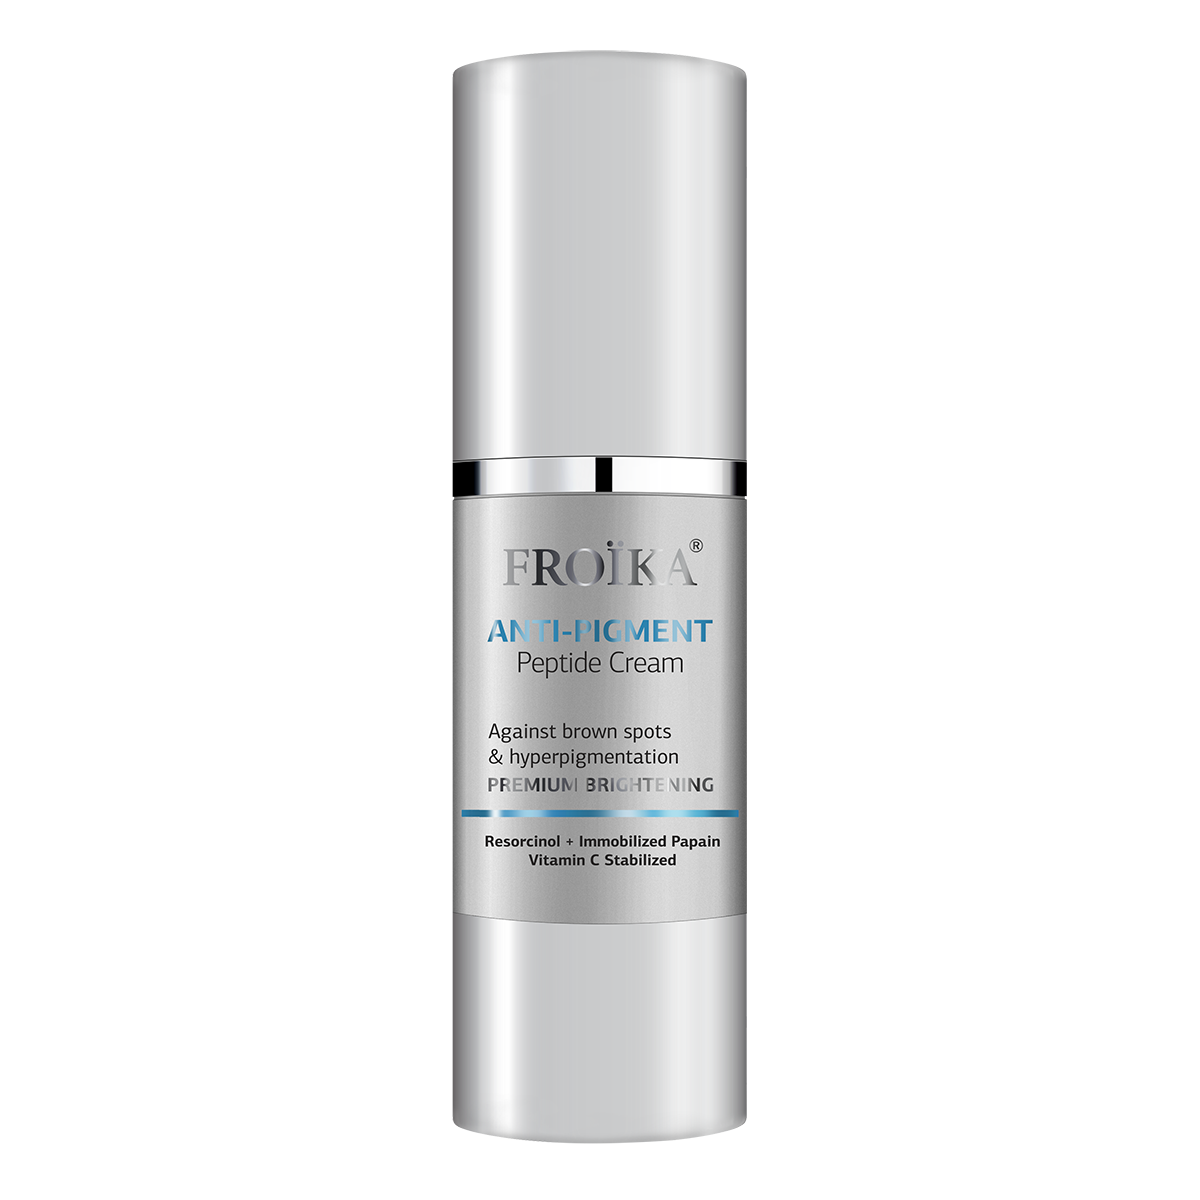 FROÏKA®
ANTI-PIGMENT
Peptide Cream
Against brown spots
& hyperpigmentation
PREMIUM BRIGHTENING
Resorcinol + Immobilized Papain
Vitamin C Stabilized